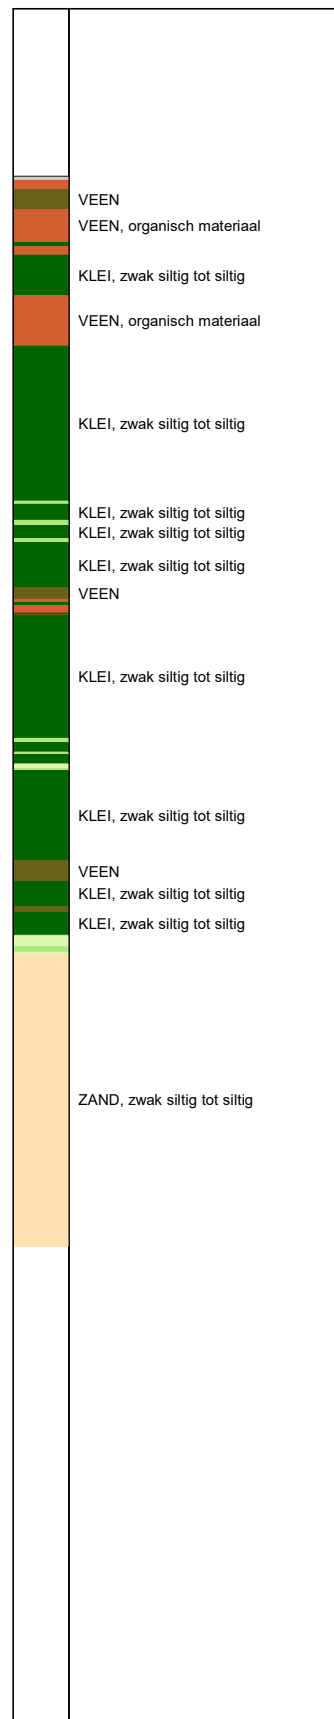 VEEN
VEEN, organisch materiaal
KLEI, zwak siltig tot siltig
VEEN, organisch materiaal
KLEI, zwak siltig tot siltig
KLEI, zwak siltig tot siltig
KLEI, zwak siltig tot siltig
KLEI, zwak siltig tot siltig
VEEN
KLEI, zwak siltig tot siltig
KLEI, zwak siltig tot siltig
VEEN
KLEI, zwak siltig tot siltig
KLEI, zwak siltig tot siltig
ZAND, zwak siltig tot siltig